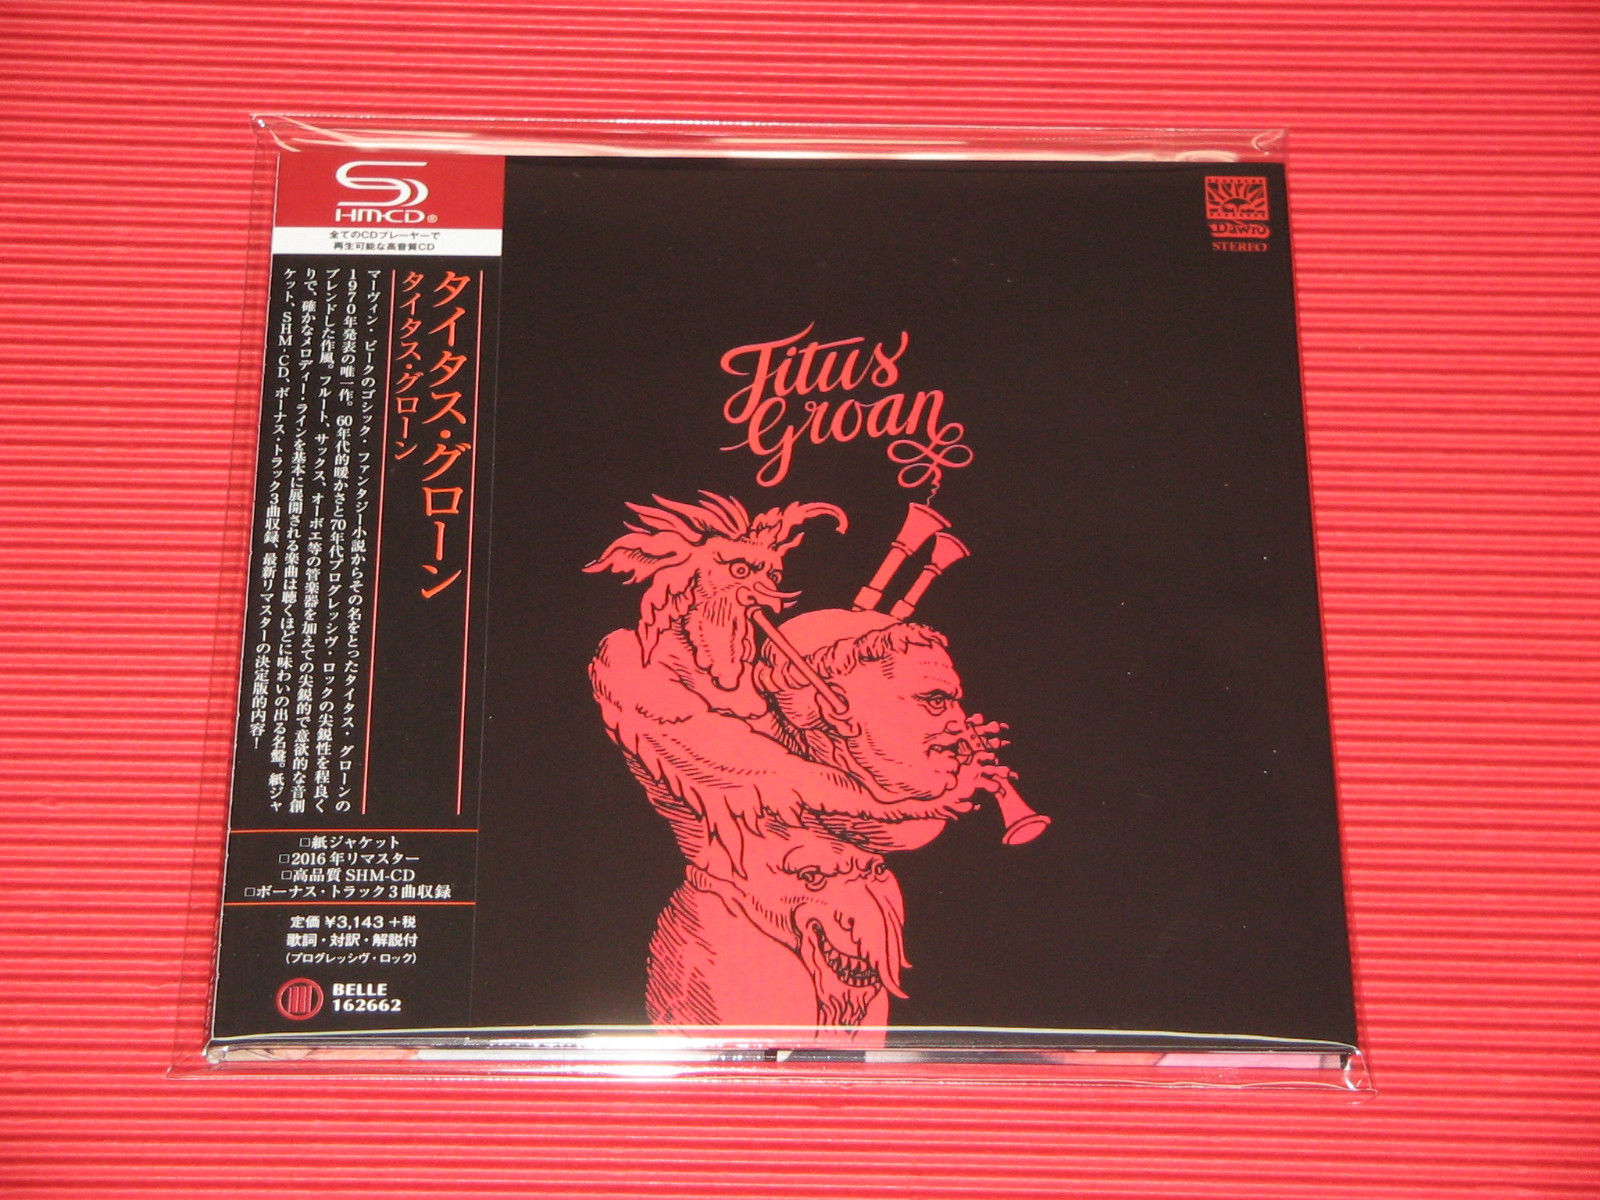 SHM-CD®
全てのCDプレーヤーで
再生可能な高音質CD
タイタス・グローン
タイタス・グローン
マーヴィン・ピークのゴシック・ファンタジー小説からその名をとったタイタス・グローンの
1970年発表の唯一作。60年代的暖かさと70年代プログレッシヴ・ロックの尖鋭性を程良く
ブレンドした作風。フルート、サックス、オーボエ等の管楽器を加えての尖鋭的で意欲的な音創
りで、確かなメロディー・ラインを基本に展開される楽曲は聴くほどに味わいの出る名盤。紙ジャ
ケット、SHM-CD、ボーナス・トラック3曲収録、最新リマスターの決定版的内容!
□紙ジャケット
□2016年リマスター
□高品質SHM-CD
□ボーナス・トラック3曲収録
定価 ¥3,143+税
歌詞・対訳・解説付
(プログレッシヴ・ロック)
BELLE
162662
Dawn
STEREO
Titus
Groan